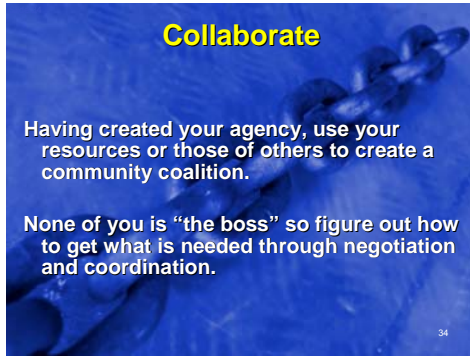 Collaborate
Having created your agency, use your
resources or those of others to create a
community coalition.
None of you is “the boss” so figure out how
to get what is needed through negotiation
and coordination.
34